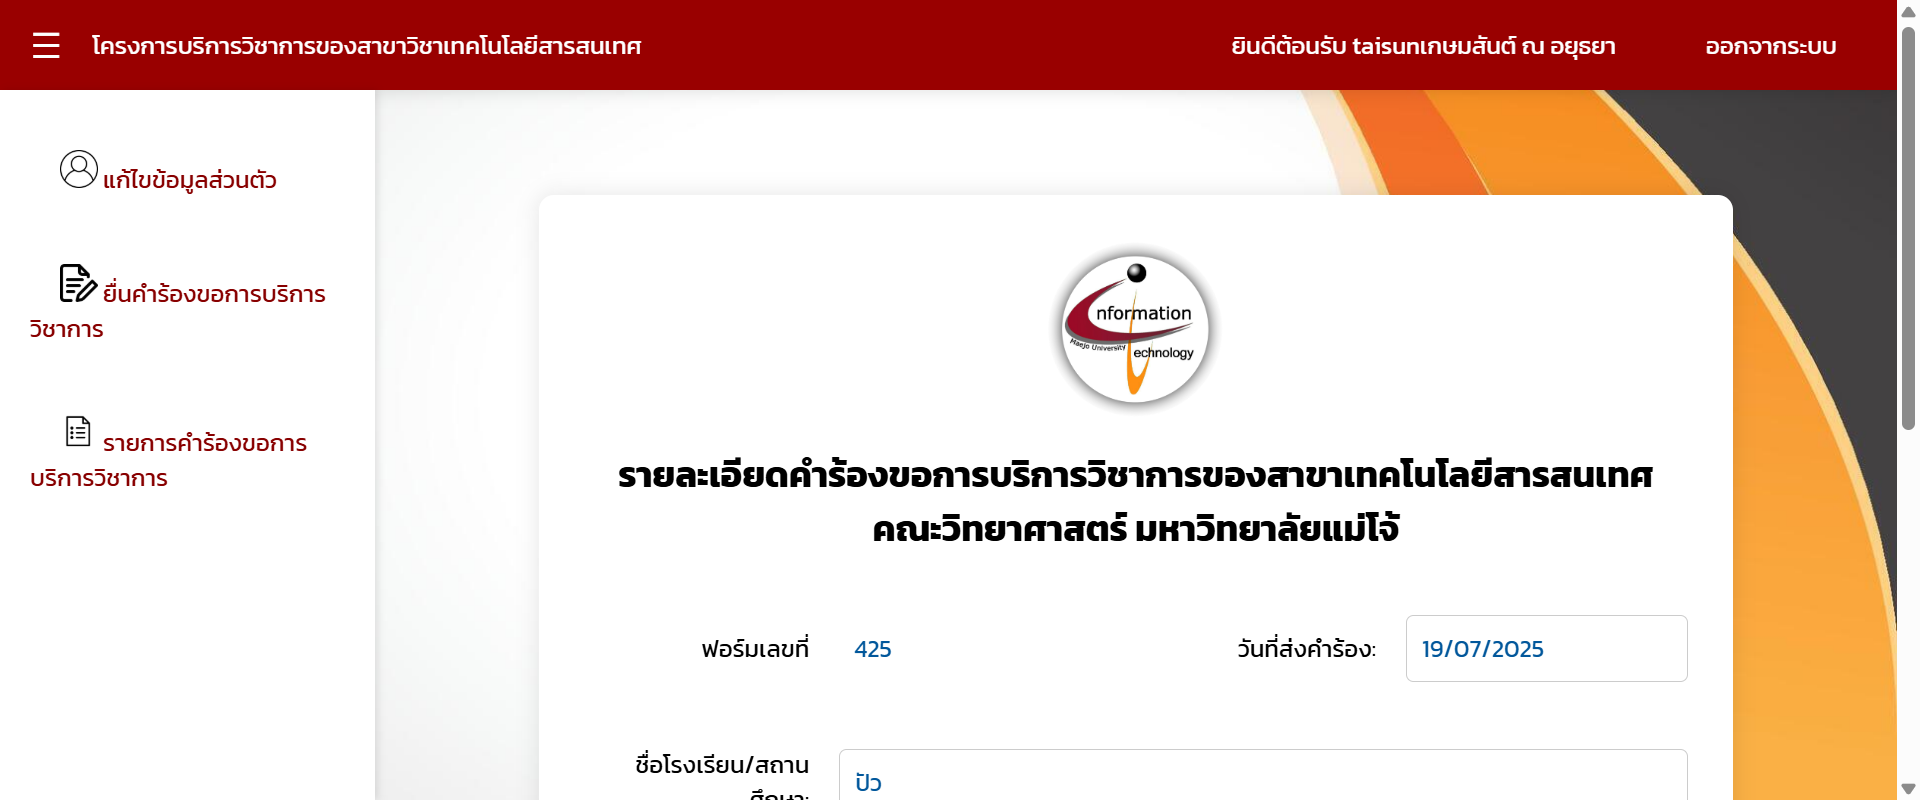 โครงการบริการวิชาการของสาขาวิชาเทคโนโลยีสารสนเทศ
ยินดีต้อนรับ taisunเกษมสันต์ ณ อยุธยา
ออกจากระบบ
แก้ไขข้อมูลส่วนตัว
ยื่นคำร้องขอการบริการ
วิชาการ
รายการคำร้องขอการ
บริการวิชาการ
nformation
Maejo University
echnology
รายละเอียดคำร้องขอการบริการวิชาการของสาขาเทคโนโลยีสารสนเทศ
คณะวิทยาศาสตร์ มหาวิทยาลัยแม่โจ้
ฟอร์มเลขที่ 425
วันที่ส่งคำร้อง: 19/07/2025
ชื่อโรงเรียน/สถาน
ศึกษา:
ปัว